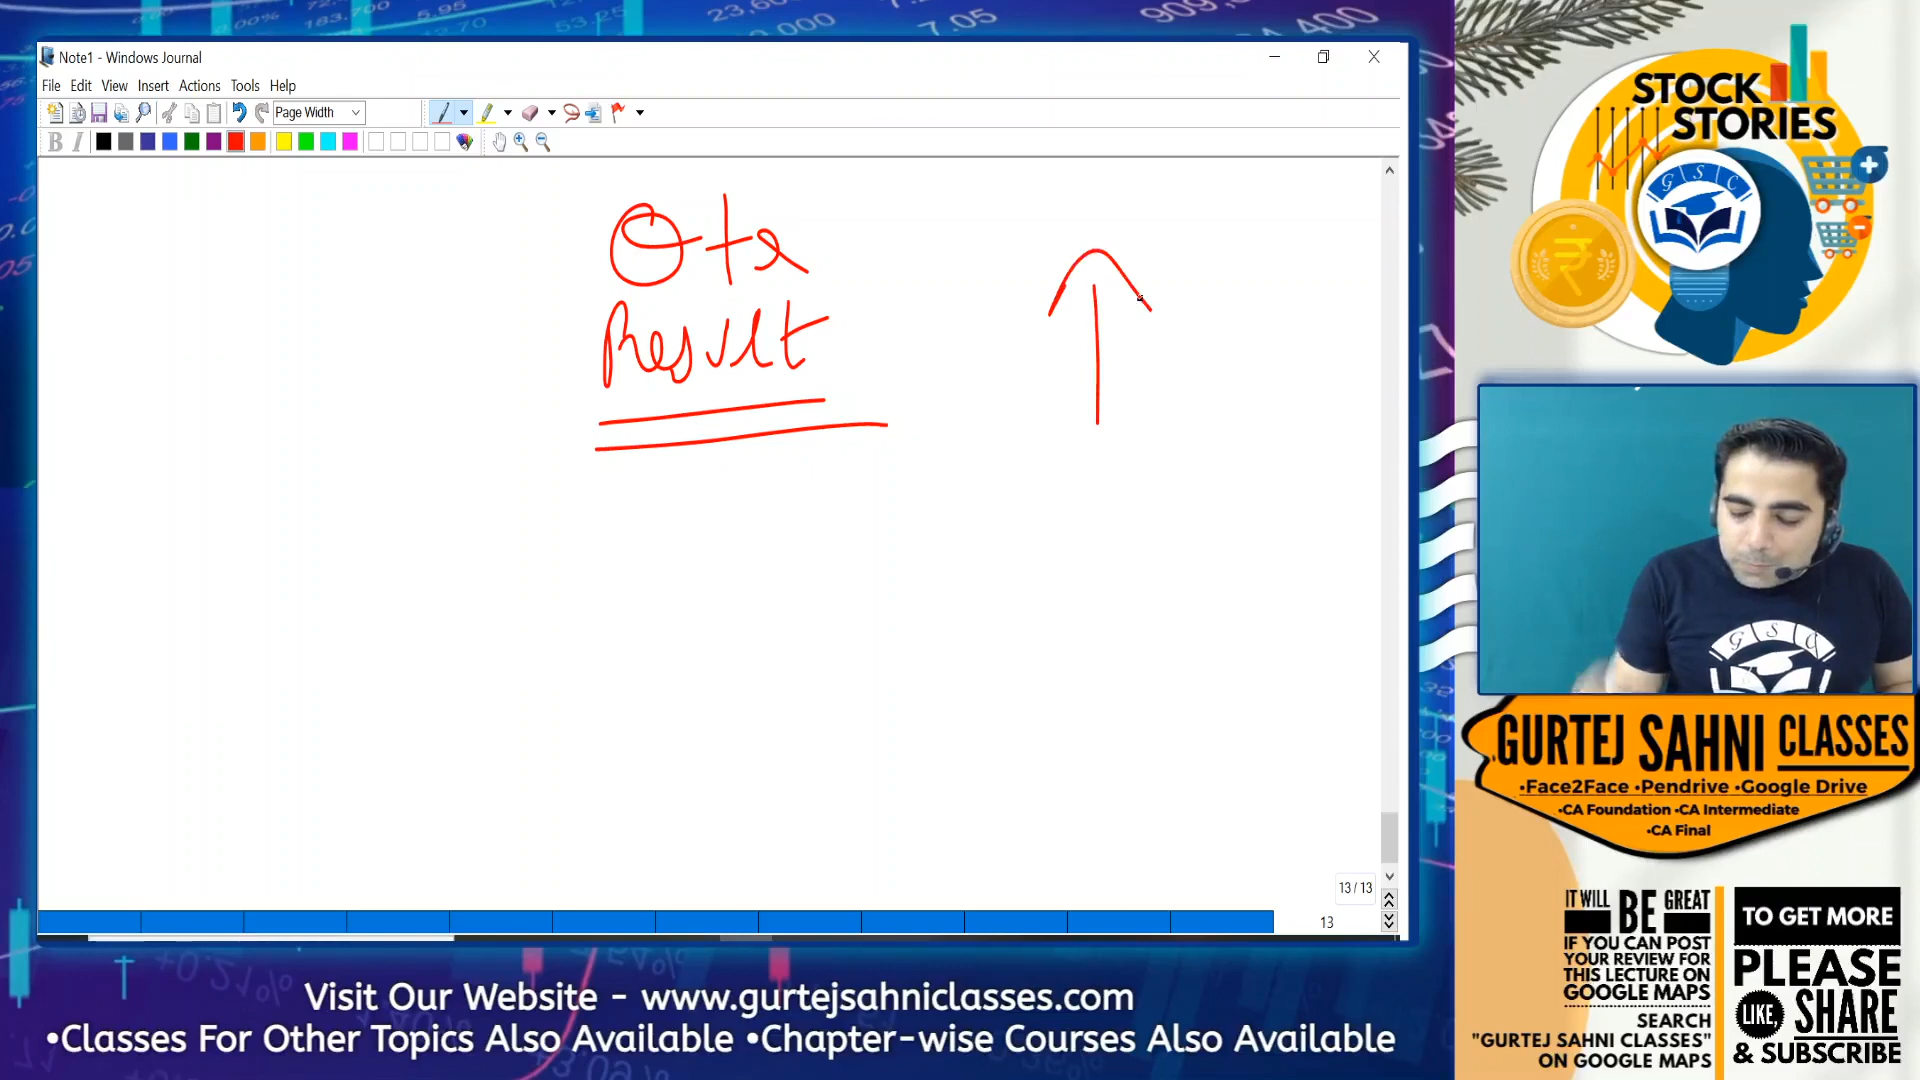 Note1 - Windows Journal
File Edit View Insert Actions Tools Help
Page Width
B I
Qtr
Result
13 / 13
13
STOCK
STORIES
G S C
G S C
GURTEJ SAHNI CLASSES
•Face2Face •Pendrive •Google Drive
•CA Foundation •CA Intermediate
•CA Final
IT WILL BE GREAT
IF YOU CAN POST
YOUR REVIEW FOR
THIS LECTURE ON
GOOGLE MAPS
SEARCH
"GURTEJ SAHNI CLASSES"
ON GOOGLE MAPS
TO GET MORE
PLEASE
LIKE, SHARE
& SUBSCRIBE
Visit Our Website - www.gurtejsahniclasses.com
•Classes For Other Topics Also Available •Chapter-wise Courses Also Available